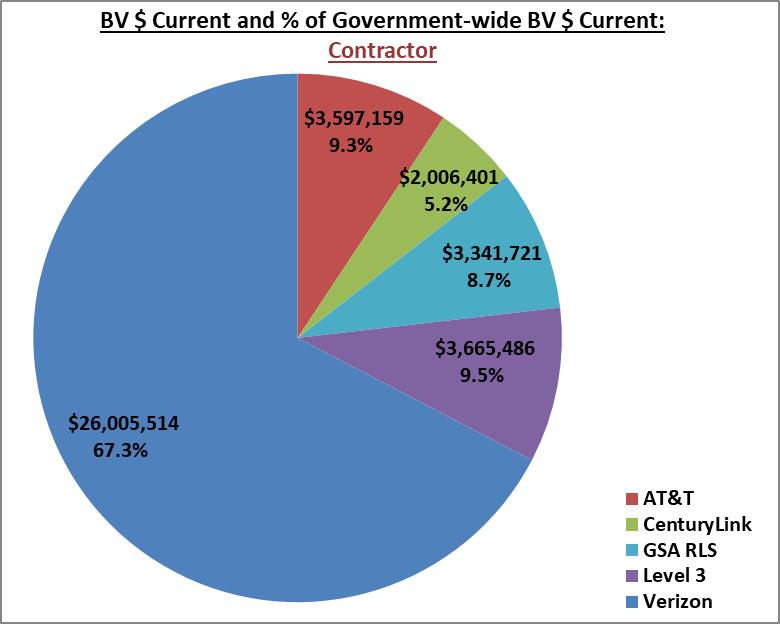 BV $ Current and % of Government-wide BV $ Current:
Contractor
$3,597,159
9.3%
$2,006,401
5.2%
$3,341,721
8.7%
$3,665,486
9.5%
$26,005,514
67.3%
AT&T
CenturyLink
GSA RLS
Level 3
Verizon